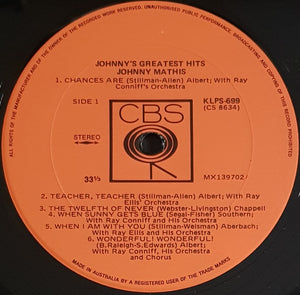 ALL RIGHTS OF THE MANUFACTURER AND OF THE OWNER OF THE RECORDED WORK RESERVED. UNAUTHORISED PUBLIC PERFORMANCE, BROADCASTING AND COPYING OF THIS RECORD PROHIBITED
JOHNNY'S GREATEST HITS
JOHNNY MATHIS
1. CHANCES ARE (Stillman-Allen) Albert; With Ray
Conniff's Orchestra
SIDE 1
CBS
KLPS-699
(CS 8634)
STEREO
33⅓
MX139702
2. TEACHER, TEACHER (Stillman-Allen) Albert; With Ray
Ellis' Orchestra
3. THE TWELFTH OF NEVER (Webster-Livingston) Chappell
4. WHEN SUNNY GETS BLUE (Segal-Fisher) Southern;
With Ray Conniff and His Orchestra
5. WHEN I AM WITH YOU (Stillman-Weisman) Aberbach;
With Ray Ellis and His Orchestra
6. WONDERFUL! WONDERFUL!
(B.Raleigh-S.Edwards) Albert; With
Ray Conniff and His Orchestra
and Chorus
MADE IN AUSTRALIA BY A REGISTERED USER OF THE TRADE MARKS